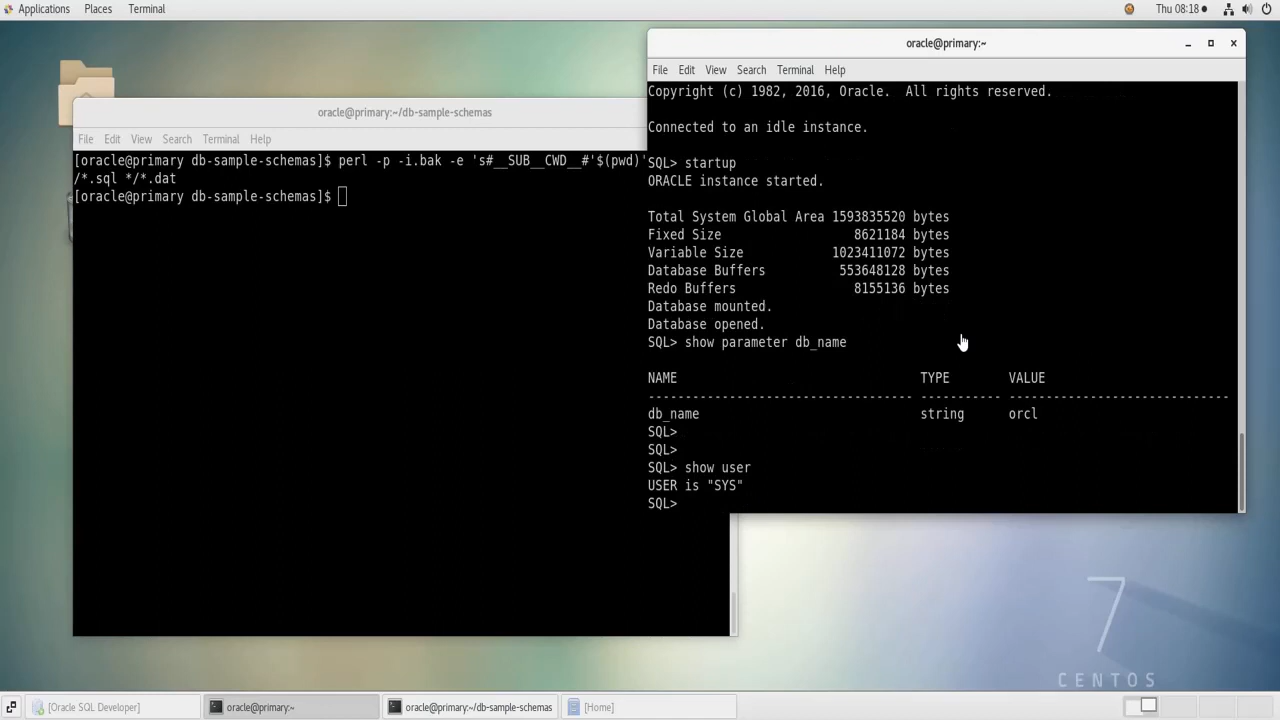 Applications Places Terminal
Thu 08:18
oracle@primary:~/db-sample-schemas
File Edit View Search Terminal Help
[oracle@primary db-sample-schemas]$ perl -p -i.bak -e 's#__SUB__CWD__#'$(pwd)'
/*.sql */*.dat
[oracle@primary db-sample-schemas]$
oracle@primary:~
File Edit View Search Terminal Help
Copyright (c) 1982, 2016, Oracle.  All rights reserved.
Connected to an idle instance.
SQL> startup
ORACLE instance started.
Total System Global Area 1593835520 bytes
Fixed Size 8621184 bytes
Variable Size 1023411072 bytes
Database Buffers 553648128 bytes
Redo Buffers 8155136 bytes
Database mounted.
Database opened.
SQL> show parameter db_name
NAME TYPE VALUE
------------------------------------ ----------- ------------------------------
db_name string orcl
SQL>
SQL>
SQL> show user
USER is "SYS"
SQL>
7
CENTOS
[Oracle SQL Developer] oracle@primary:~ oracle@primary:~/db-sample-schemas [Home]